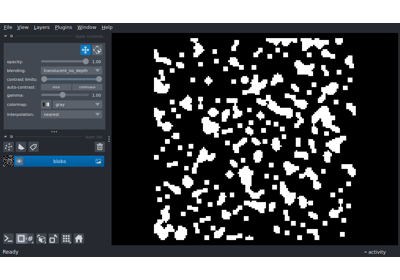 File View Layers Plugins Window Help
layer controls
opacity: 1.00
blending: translucent_no_depth
contrast limits:
auto-contrast: once continuous
gamma: 1.00
colormap: gray
interpolation: nearest
layer list
blobs
Ready activity